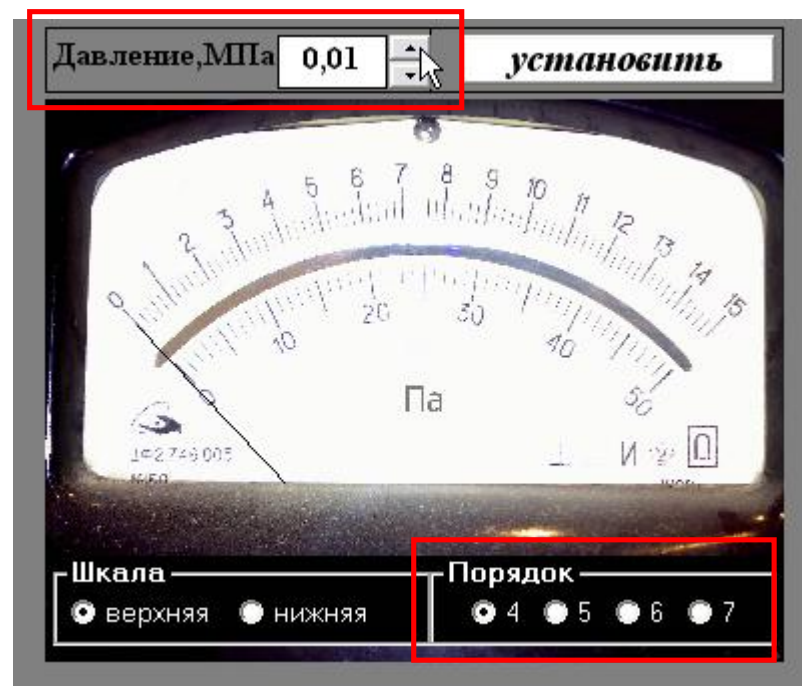 Давление,МПа 0,01 установить
0 1 2 3 4 5 6 7 8 9 10 11 12 13 14 15
0 10 20 30 40 50
Па
И
Шкала Порядок
верхняя нижняя 4 5 6 7